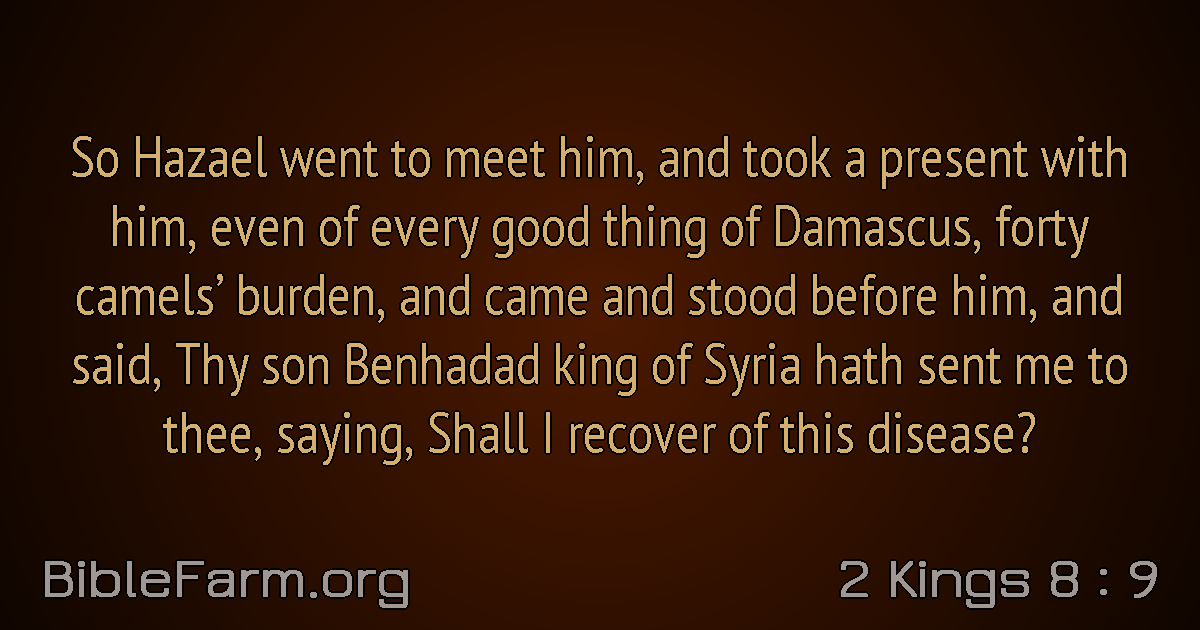 So Hazael went to meet him, and took a present with
him, even of every good thing of Damascus, forty
camels’ burden, and came and stood before him, and
said, Thy son Benhadad king of Syria hath sent me to
thee, saying, Shall I recover of this disease?
BibleFarm.org
2 Kings 8 : 9